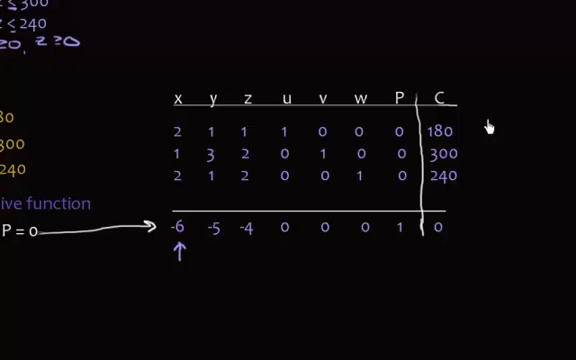 ≤ 300
≤ 240
≥0, z ≥0
x y z u v w P C
2 1 1 1 0 0 0 180
1 3 2 0 1 0 0 300
2 1 2 0 0 1 0 240
-6 -5 -4 0 0 0 1 0
80
300
240
ive function
P = 0